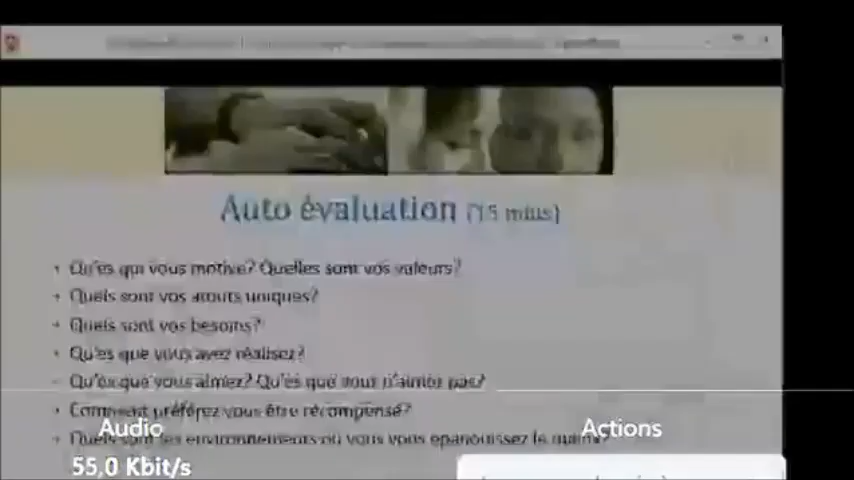 Auto évaluation (15 mins)
• Qu'es qui vous motive? Quelles sont vos valeurs?
• Quels sont vos atouts uniques?
• Quels sont vos besoins?
• Qu'es que vous avez réalisez?
• Qu'es que vous aimez? Qu'es que vous n'aimez pas?
• Comment préférez vous être récompensé?
• Quels sont les environnements où vous vous épanouissez le moins?
Audio
Actions
55,0 Kbit/s